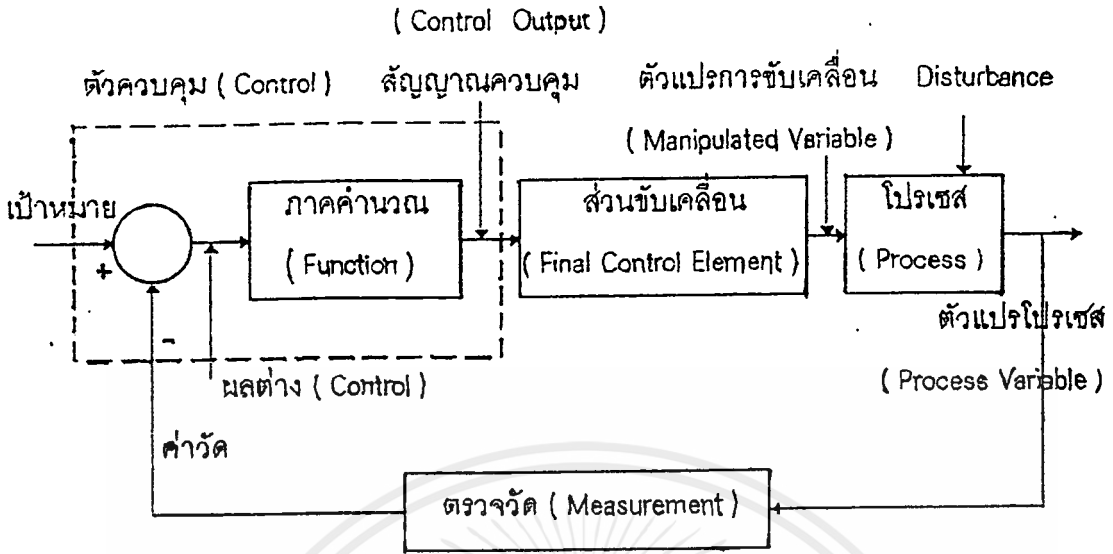 ( Control Output )
ตัวควบคุม ( Control )
สัญญาณควบคุม
ตัวแปรการขับเคลื่อน
Disturbance
( Manipulated Variable )
เป้าหมาย
+
-
ภาคคำนวณ
( Function )
ส่วนขับเคลื่อน
( Final Control Element )
โปรเซส
( Process )
ตัวแปรโปรเซส
( Process Variable )
ผลต่าง ( Control )
ค่าวัด
ตรวจวัด ( Measurement )